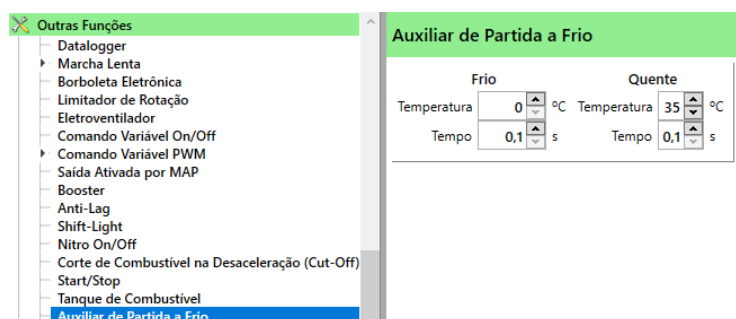 Outras Funções
Datalogger
Marcha Lenta
Borboleta Eletrônica
Limitador de Rotação
Eletroventilador
Comando Variável On/Off
Comando Variável PWM
Saída Ativada por MAP
Booster
Anti-Lag
Shift-Light
Nitro On/Off
Corte de Combustível na Desaceleração (Cut-Off)
Start/Stop
Tanque de Combustível
Auxiliar de Partida a Frio
Auxiliar de Partida a Frio
Frio Quente
Temperatura 0 ºC Temperatura 35 ºC
Tempo 0,1 s Tempo 0,1 s